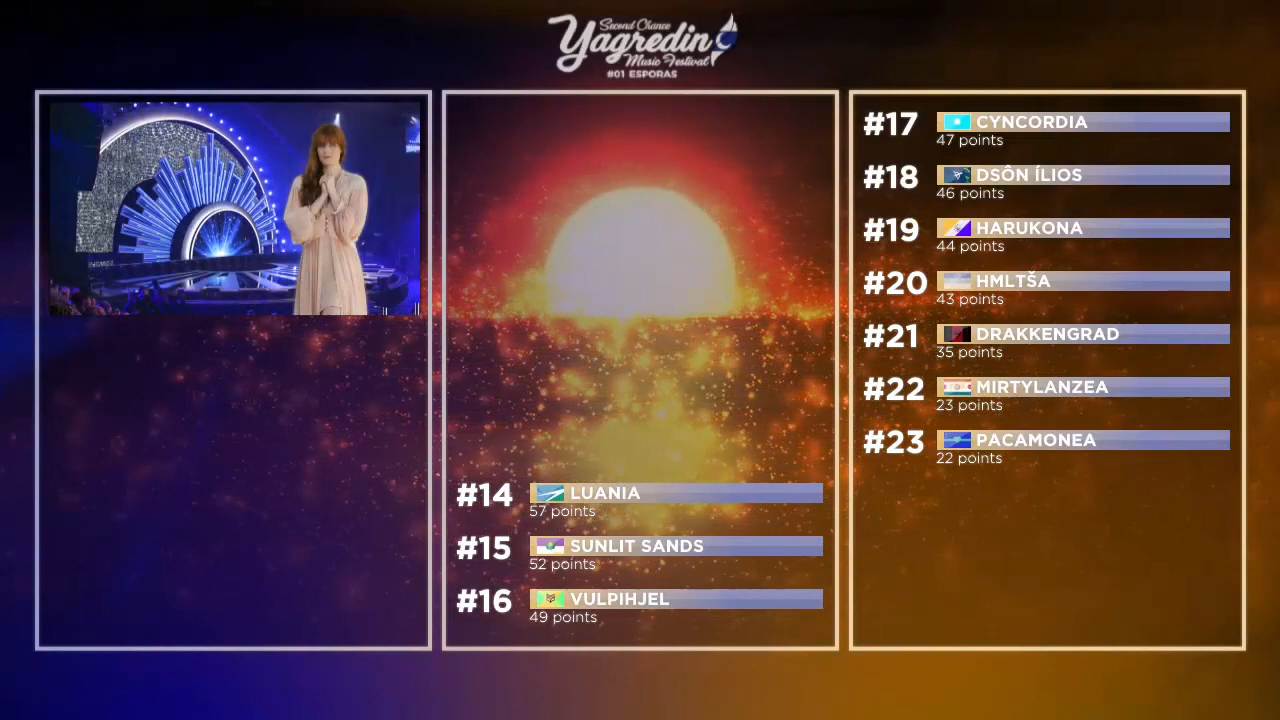 Second Chance
Yagredin
Music Festival
#01 ESPORAS
#14 LUANIA
57 points
#15 SUNLIT SANDS
52 points
#16 VULPIHJEL
49 points
#17 CYNCORDIA
47 points
#18 DSÔN ÍLIOS
46 points
#19 HARUKONA
44 points
#20 HMLTŠA
43 points
#21 DRAKKENGRAD
35 points
#22 MIRTYLANZEA
23 points
#23 PACAMONEA
22 points